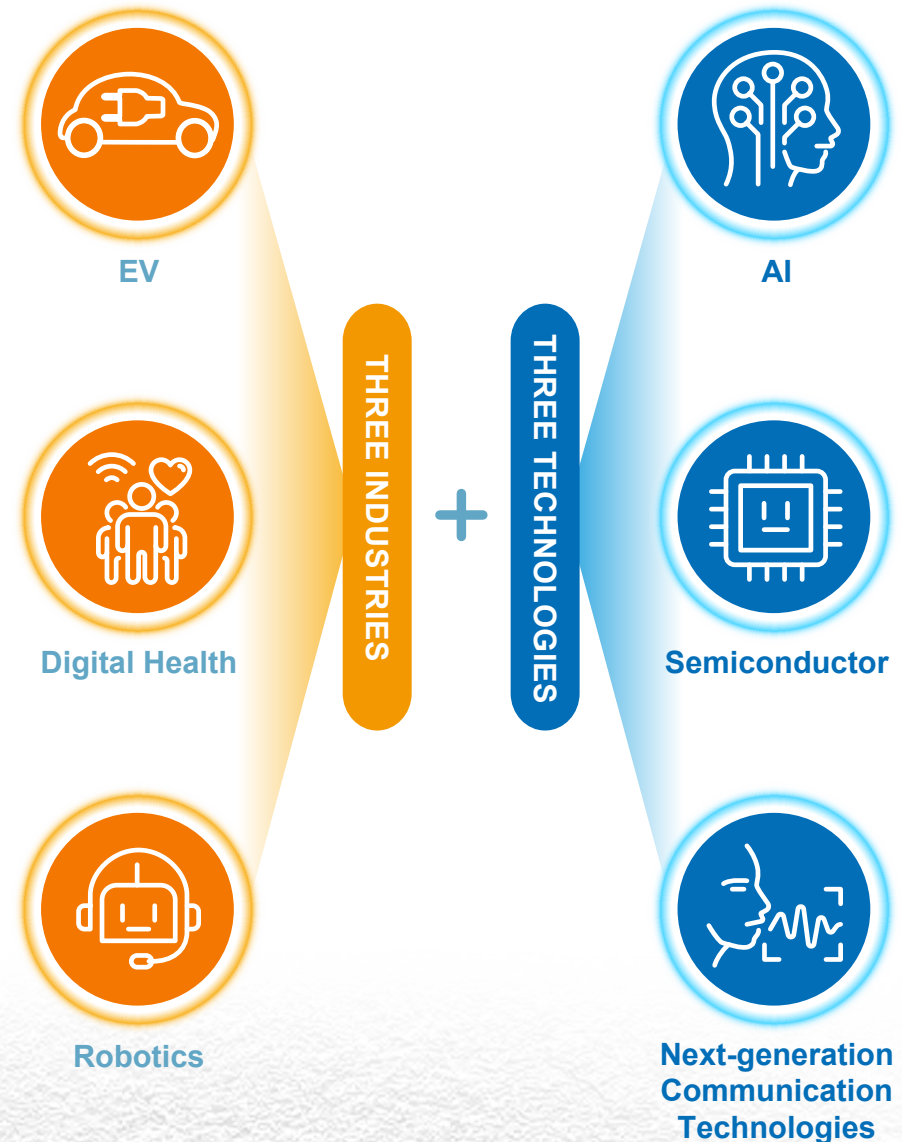 EV
Digital Health
Robotics
THREE INDUSTRIES
+
THREE TECHNOLOGIES
AI
Semiconductor
Next-generation
Communication
Technologies